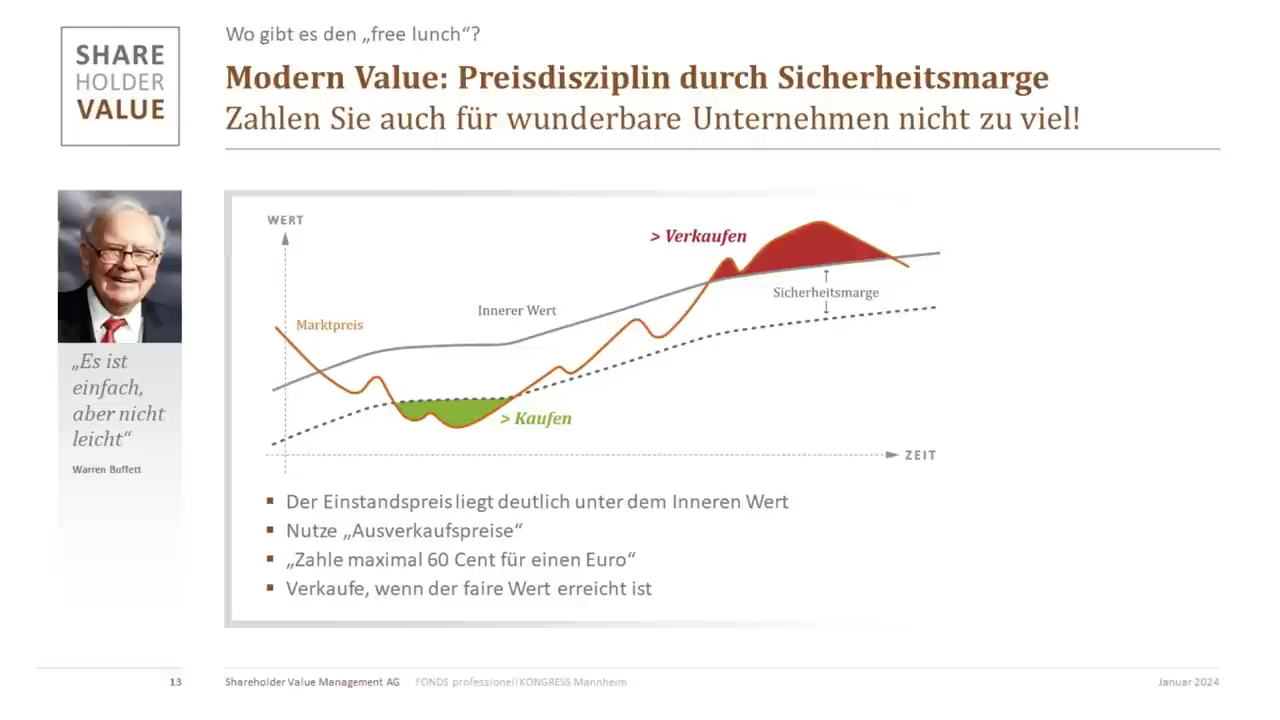 SHARE
HOLDER
VALUE
Wo gibt es den „free lunch“?
Modern Value: Preisdisziplin durch Sicherheitsmarge
Zahlen Sie auch für wunderbare Unternehmen nicht zu viel!
„Es ist
einfach,
aber nicht
leicht“
Warren Buffett
WERT
> Verkaufen
Sicherheitsmarge
Innerer Wert
Marktpreis
> Kaufen
ZEIT
▪ Der Einstandspreis liegt deutlich unter dem Inneren Wert
▪ Nutze „Ausverkaufspreise“
▪ „Zahle maximal 60 Cent für einen Euro“
▪ Verkaufe, wenn der faire Wert erreicht ist
13
Shareholder Value Management AG FONDS professionell KONGRESS Mannheim
Januar 2024